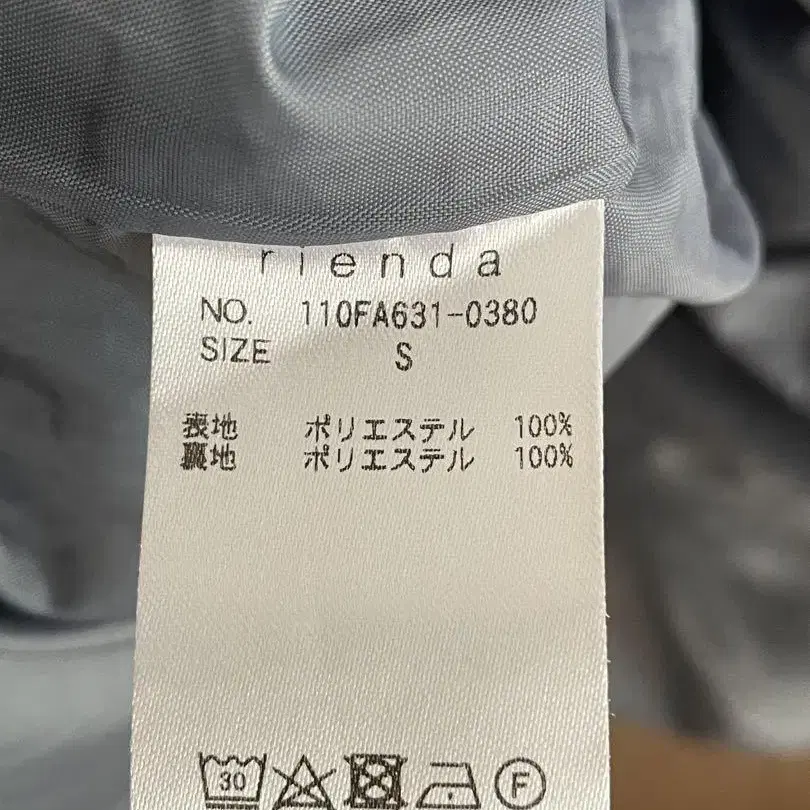 rienda
NO. 110FA631-0380
SIZE S
表地 ポリエステル 100%
裏地 ポリエステル 100%
30 F